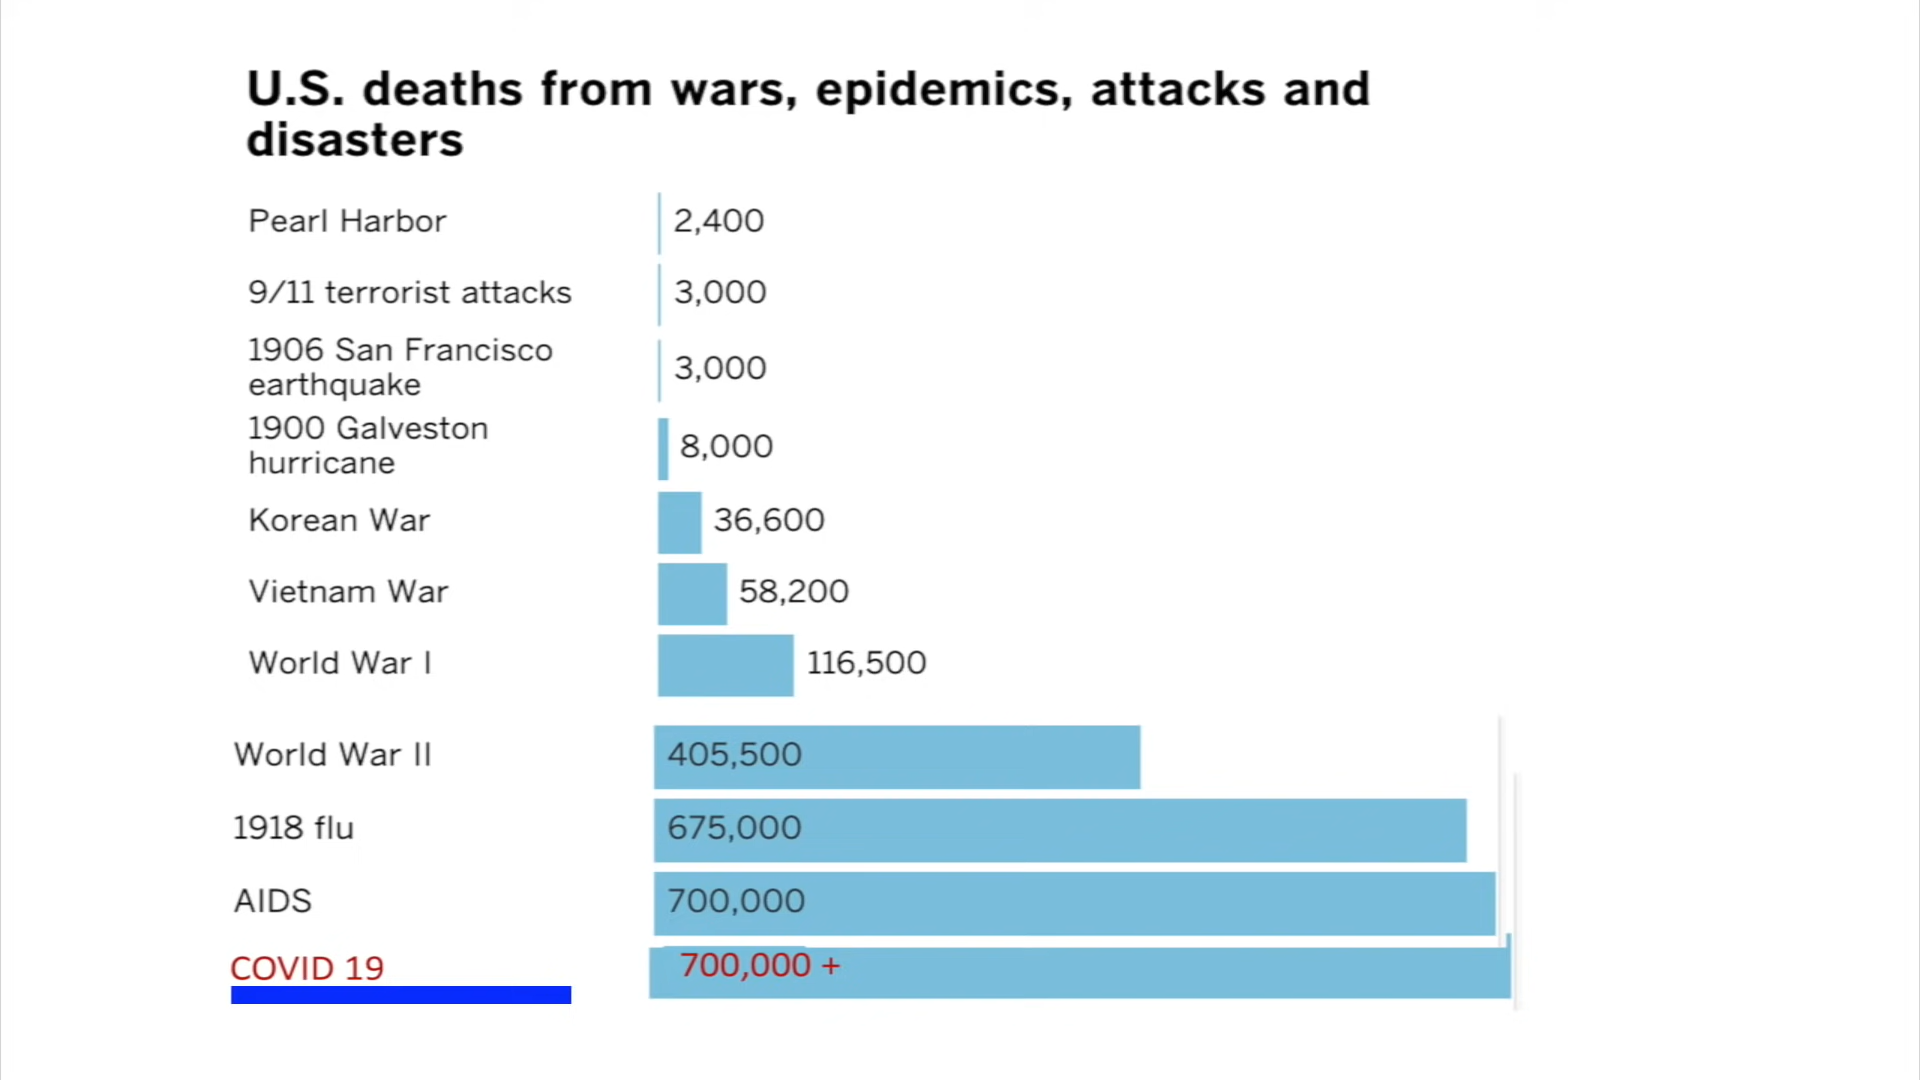 U.S. deaths from wars, epidemics, attacks and
disasters
Pearl Harbor 2,400
9/11 terrorist attacks 3,000
1906 San Francisco
earthquake 3,000
1900 Galveston
hurricane 8,000
Korean War 36,600
Vietnam War 58,200
World War I 116,500
World War II 405,500
1918 flu 675,000
AIDS 700,000
COVID 19 700,000 +